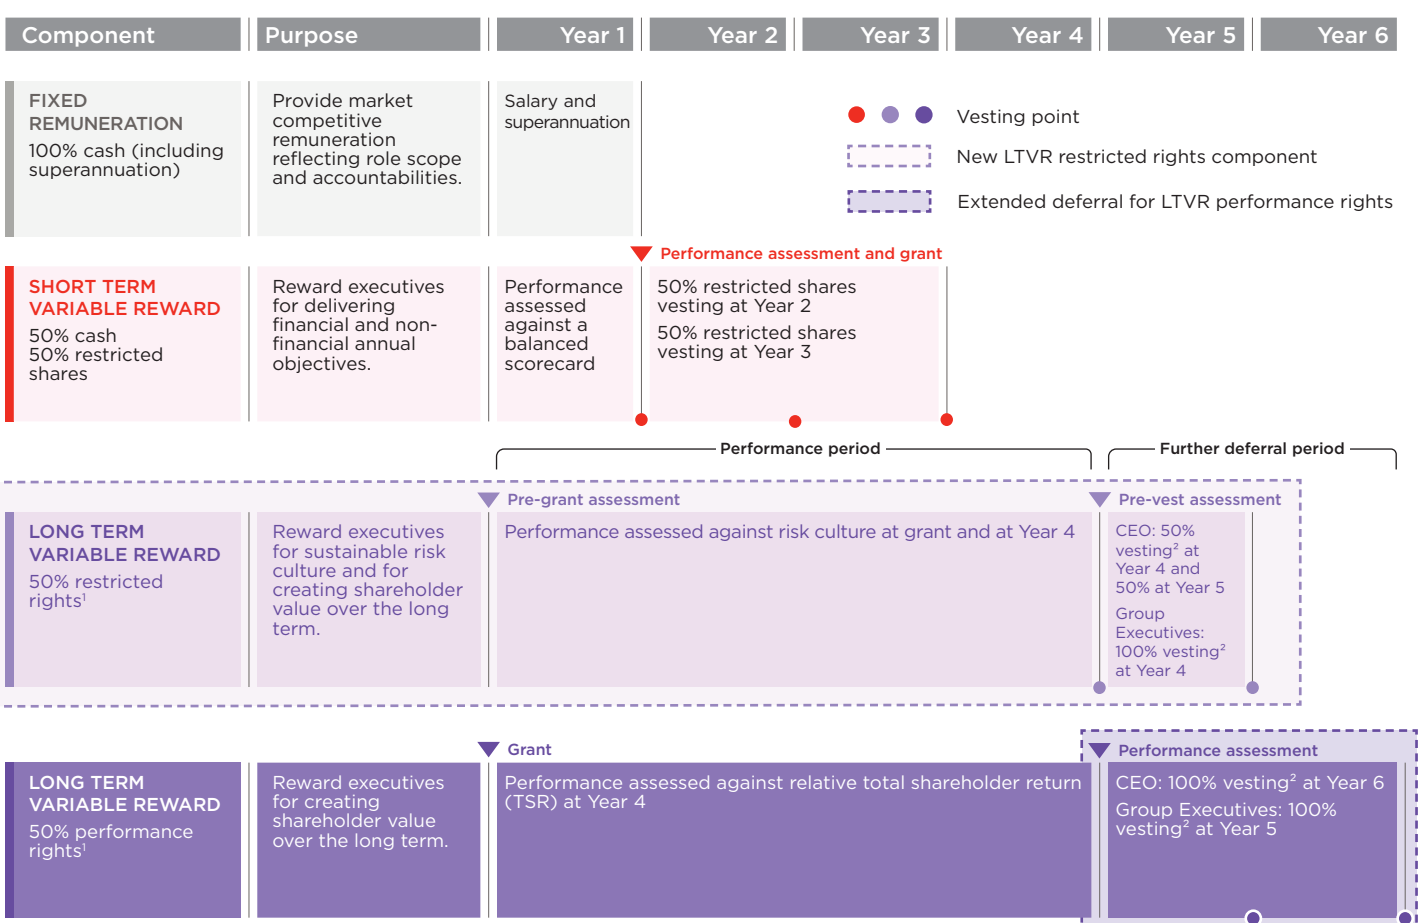 Component Purpose Year 1 Year 2 Year 3 Year 4 Year 5 Year 6
FIXED
REMUNERATION
100% cash (including
superannuation)
Provide market
competitive
remuneration
reflecting role scope
and accountabilities.
Salary and
superannuation
Vesting point
New LTVR restricted rights component
Extended deferral for LTVR performance rights
Performance assessment and grant
SHORT TERM
VARIABLE REWARD
50% cash
50% restricted
shares
Reward executives
for delivering
financial and non-
financial annual
objectives.
Performance
assessed
against a
balanced
scorecard
50% restricted shares
vesting at Year 2
50% restricted shares
vesting at Year 3
Performance period
Further deferral period
Pre-grant assessment
Pre-vest assessment
LONG TERM
VARIABLE REWARD
50% restricted
rights¹
Reward executives
for sustainable risk
culture and for
creating shareholder
value over the long
term.
Performance assessed against risk culture at grant and at Year 4
CEO: 50%
vesting² at
Year 4 and
50% at Year 5
Group
Executives:
100% vesting²
at Year 4
Grant
Performance assessment
LONG TERM
VARIABLE REWARD
50% performance
rights¹
Reward executives
for creating
shareholder value
over the long term.
Performance assessed against relative total shareholder return
(TSR) at Year 4
CEO: 100% vesting² at Year 6
Group Executives: 100%
vesting² at Year 5